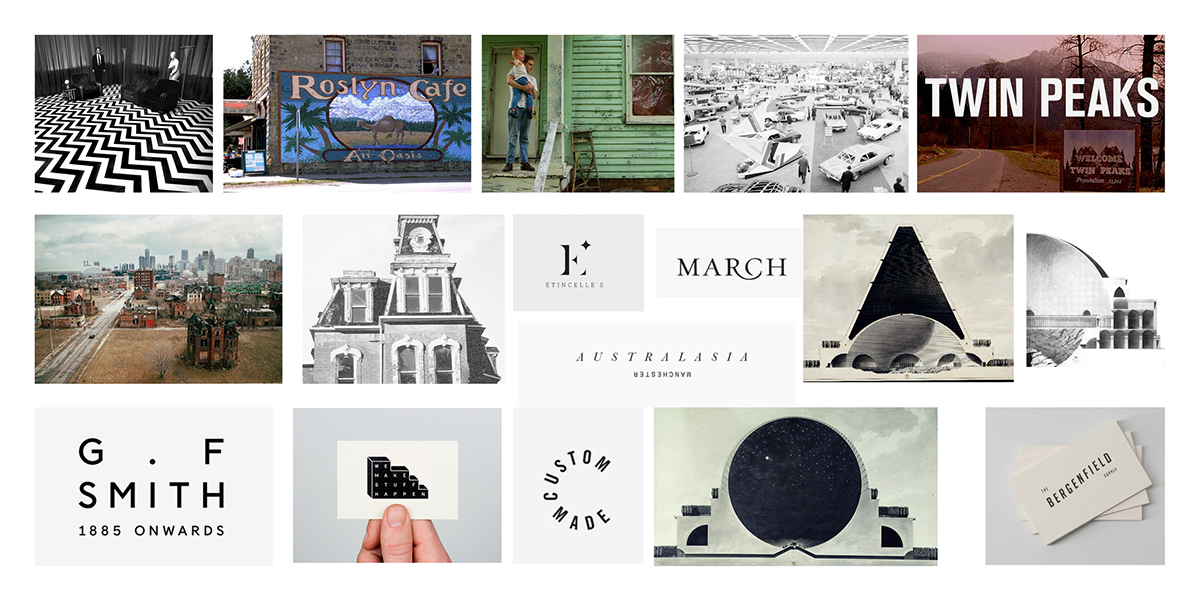 Roslyn Cafe
An Oasis
TWIN PEAKS
WELCOME
TO
TWIN PEAKS
Population 51,201
E
ÉTINCELLE'S
MARCH
AUSTRALASIA
MANCHESTER
G . F
SMITH
1885 ONWARDS
WE
MAKE
STUFF
HAPPEN
CUSTOM
MADE
THE
BERGENFIELD
SUPPLY